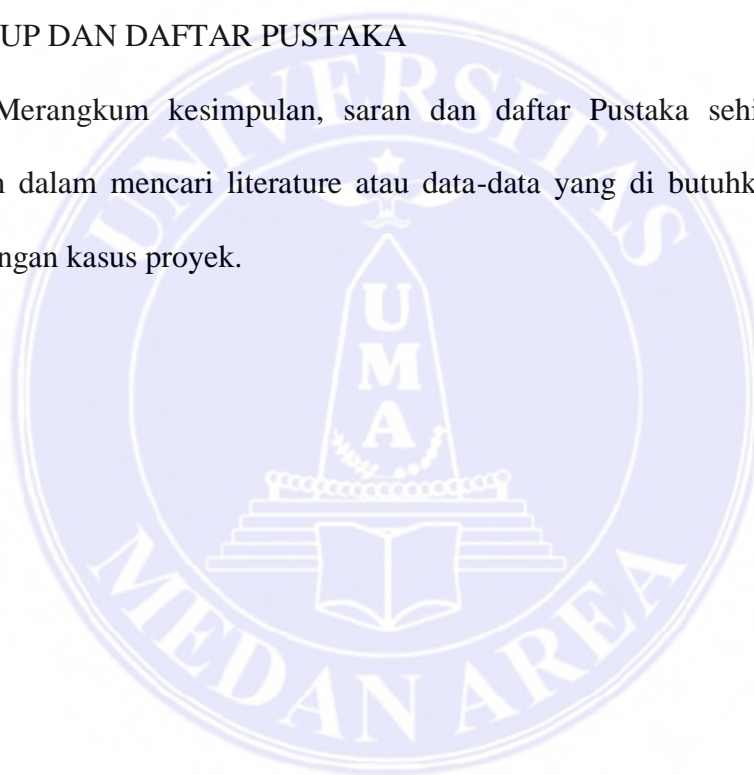 UP DAN DAFTAR PUSTAKA
Merangkum kesimpulan, saran dan daftar Pustaka sehi
dalam mencari literature atau data-data yang di butuhk
ngan kasus proyek.
UNIVERSITAS
UMA
MEDAN AREA